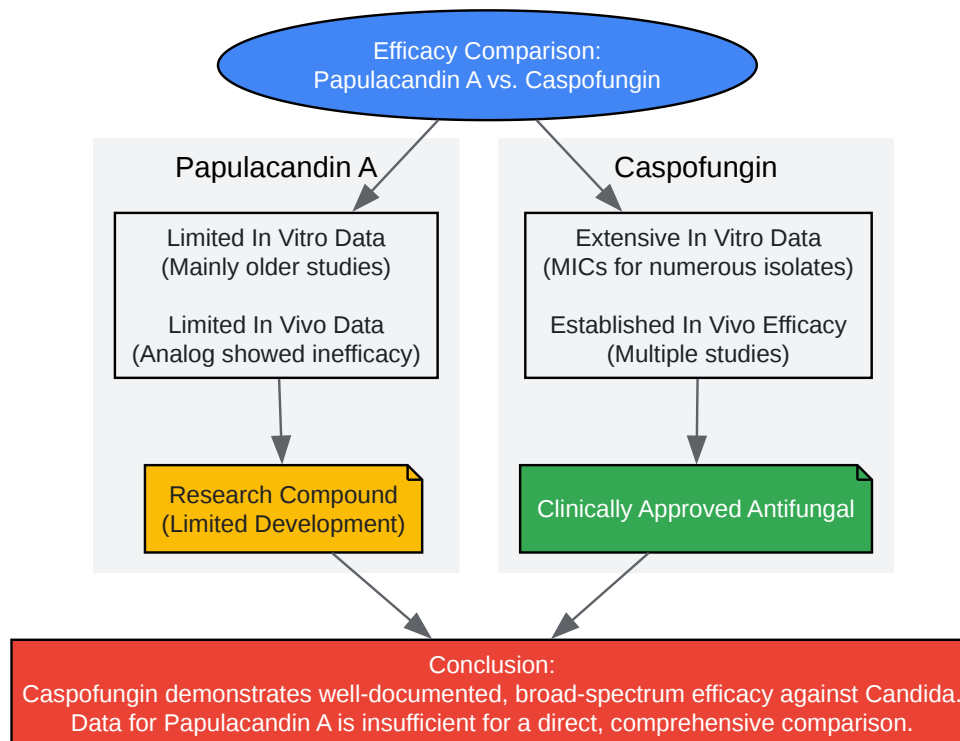 Efficacy Comparison:
Papulacandin A vs. Caspofungin
Papulacandin A
Limited In Vitro Data
(Mainly older studies)
Limited In Vivo Data
(Analog showed inefficacy)
Research Compound
(Limited Development)
Caspofungin
Extensive In Vitro Data
(MICs for numerous isolates)
Established In Vivo Efficacy
(Multiple studies)
Clinically Approved Antifungal
Conclusion:
Caspofungin demonstrates well-documented, broad-spectrum efficacy against Candida.
Data for Papulacandin A is insufficient for a direct, comprehensive comparison.